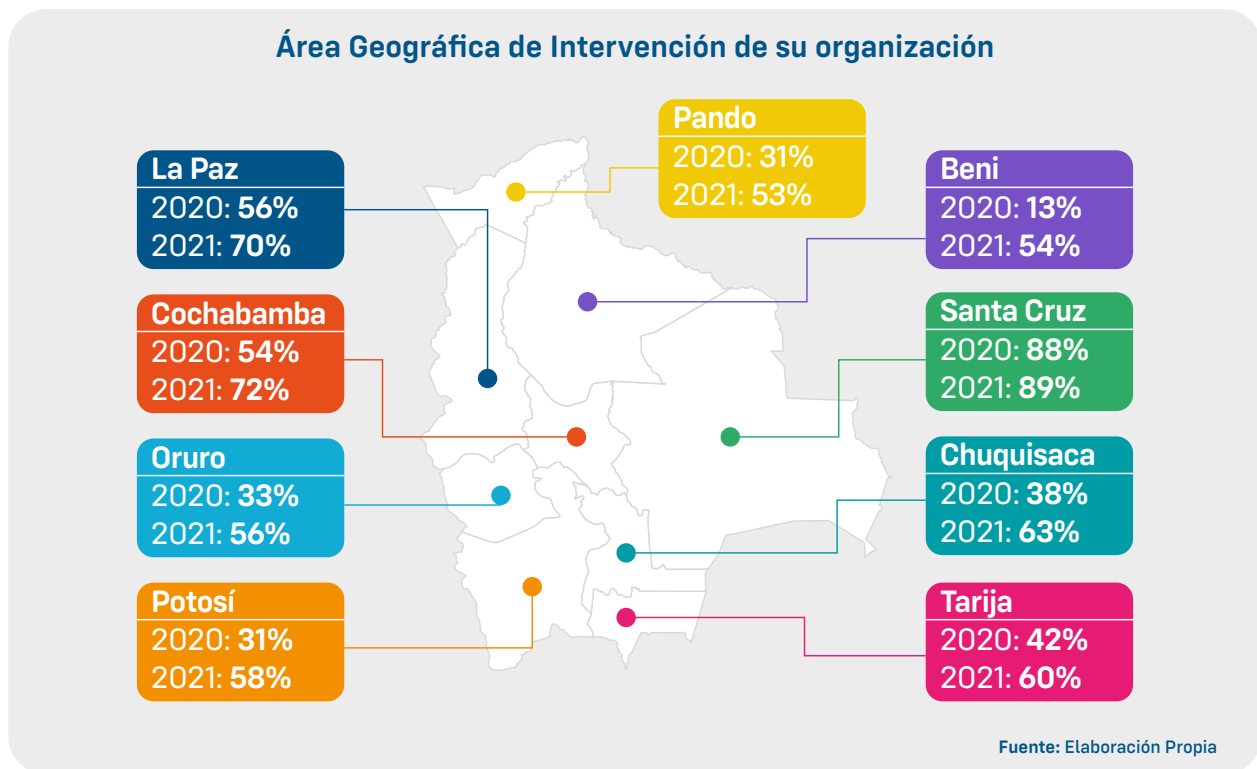 Área Geográfica de Intervención de su organización
Pando
2020: 31%
2021: 53%
La Paz
2020: 56%
2021: 70%
Beni
2020: 13%
2021: 54%
Cochabamba
2020: 54%
2021: 72%
Santa Cruz
2020: 88%
2021: 89%
Oruro
2020: 33%
2021: 56%
Chuquisaca
2020: 38%
2021: 63%
Potosí
2020: 31%
2021: 58%
Tarija
2020: 42%
2021: 60%
Fuente: Elaboración Propia